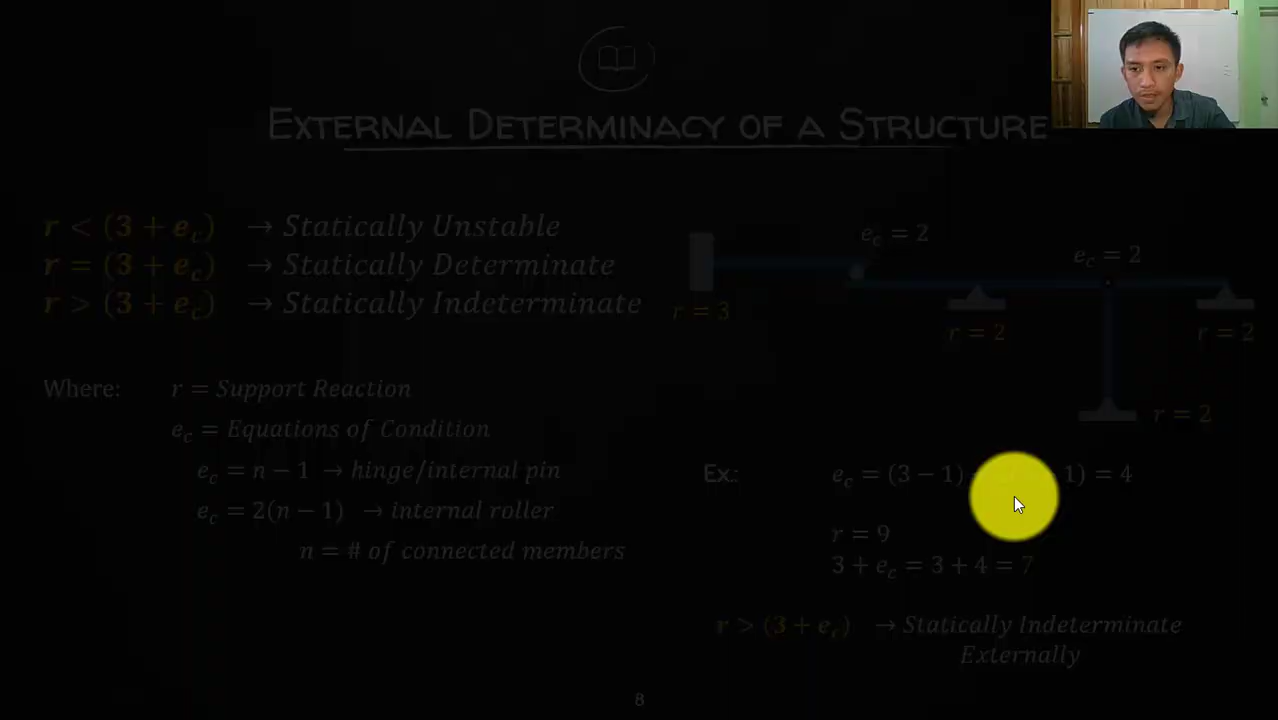 EXTERNAL DETERMINACY OF A STRUCTURE
r < (3 + e_c) → Statically Unstable
r = (3 + e_c) → Statically Determinate
r > (3 + e_c) → Statically Indeterminate
Where: r = Support Reaction
e_c = Equations of Condition
e_c = n − 1 → hinge/internal pin
e_c = 2(n − 1) → internal roller
n = # of connected members
e_c = 2
e_c = 2
r = 3
r = 2
r = 2
r = 2
Ex.: e_c = (3 − 1) 1) = 4
r = 9
3 + e_c = 3 + 4 = 7
r > (3 + e_c) → Statically Indeterminate
Externally
8